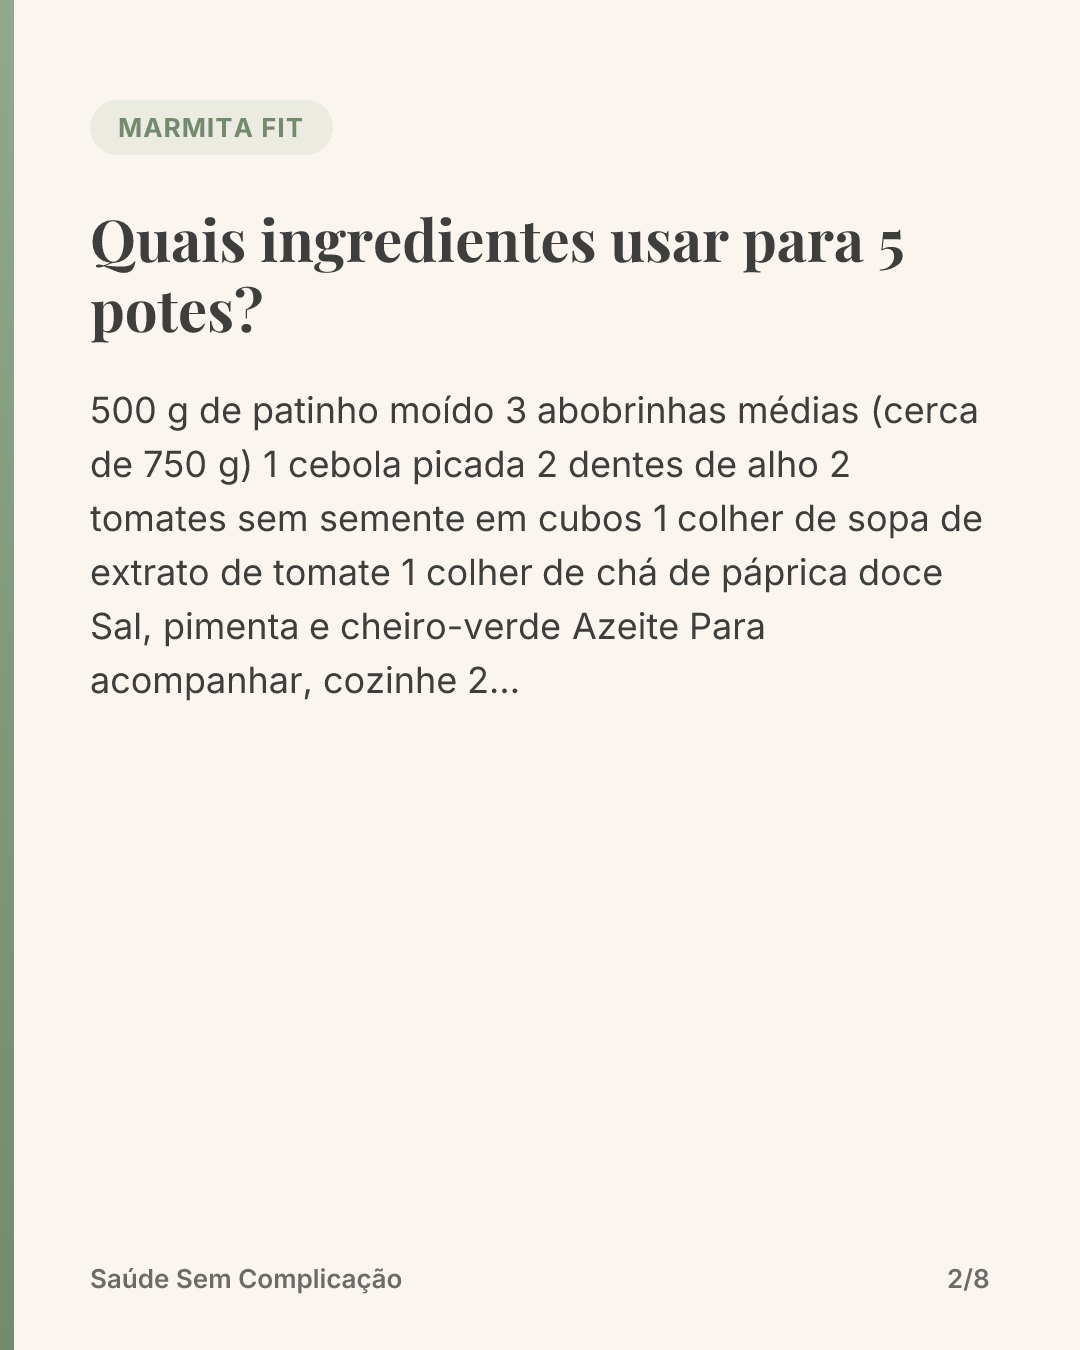 MARMITA FIT
Quais ingredientes usar para 5
potes?
500 g de patinho moído 3 abobrinhas médias (cerca
de 750 g) 1 cebola picada 2 dentes de alho 2
tomates sem semente em cubos 1 colher de sopa de
extrato de tomate 1 colher de chá de páprica doce
Sal, pimenta e cheiro-verde Azeite Para
acompanhar, cozinhe 2...
Saúde Sem Complicação
2/8